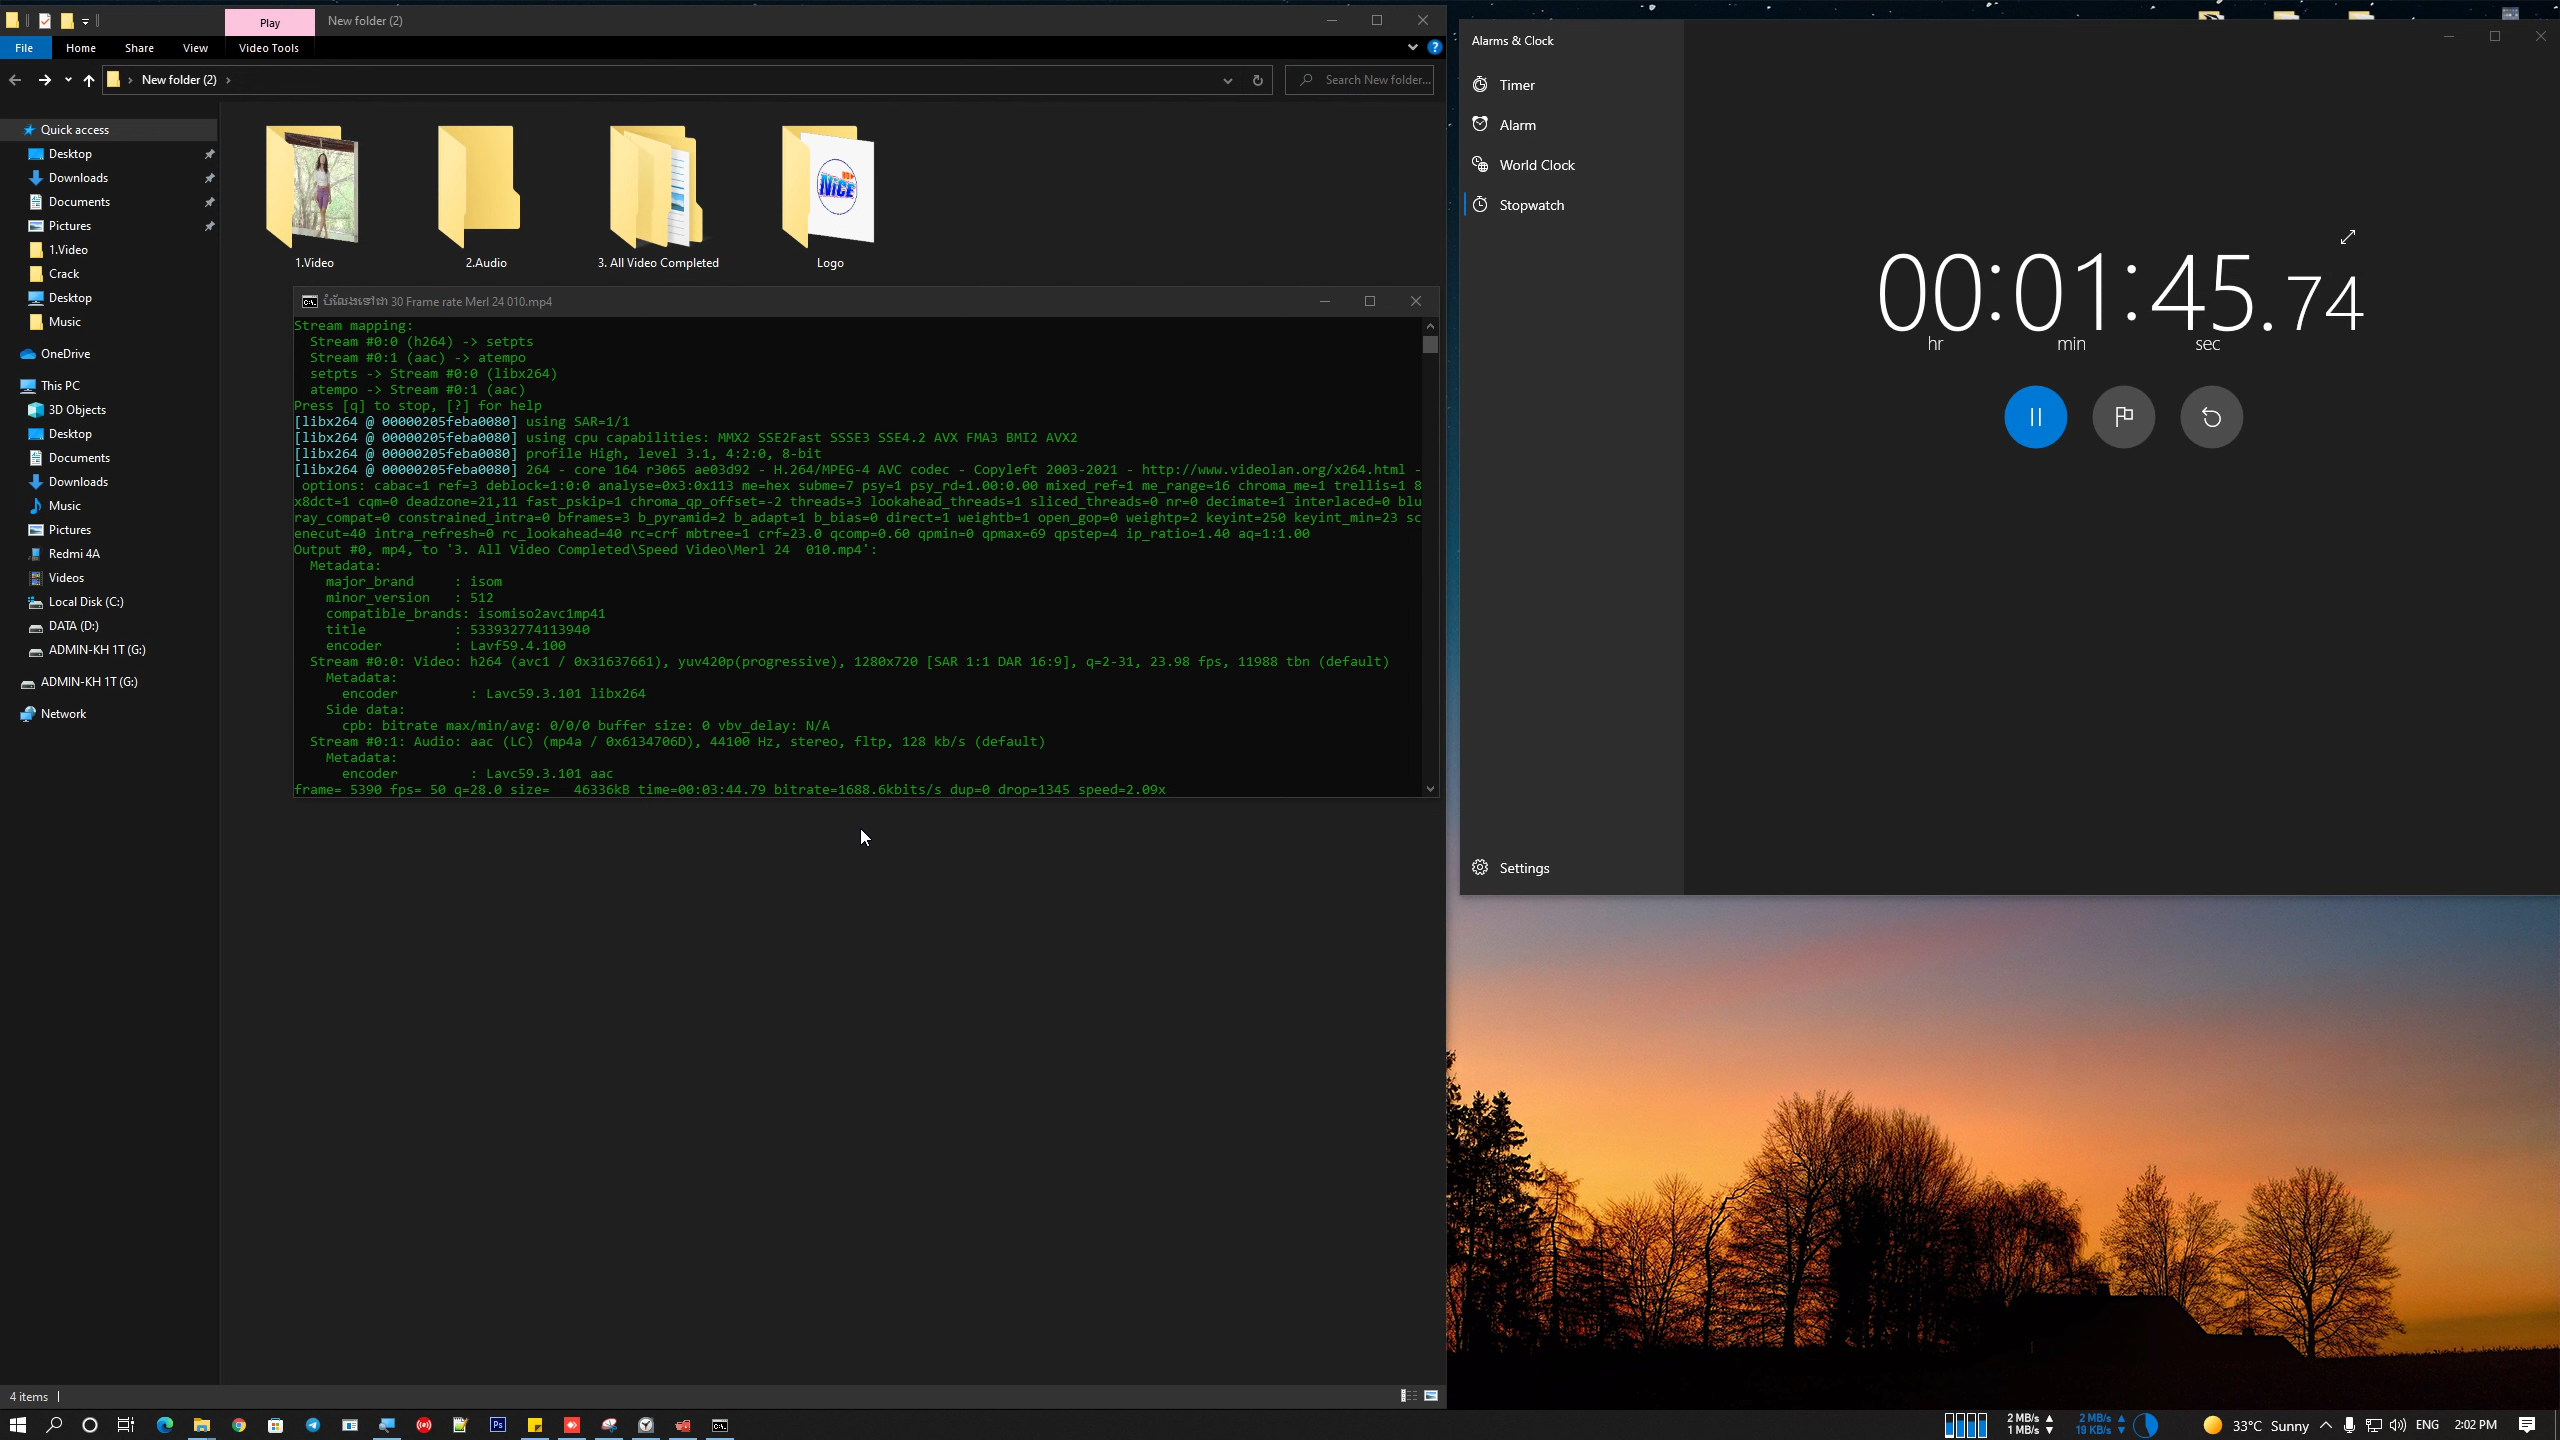 Play
New folder (2)
File
Home
Share
View
Video Tools
New folder (2)
Search New folder...
Quick access
Desktop
Downloads
Documents
Pictures
1.Video
Crack
Desktop
Music
OneDrive
This PC
3D Objects
Desktop
Documents
Downloads
Music
Pictures
Redmi 4A
Videos
Local Disk (C:)
DATA (D:)
ADMIN-KH 1T (G:)
ADMIN-KH 1T (G:)
Network
NICE
1.Video
2.Audio
3. All Video Completed
Logo
បំលែងទៅជា 30 Frame rate Merl 24 010.mp4
Stream mapping:
Stream #0:0 (h264) -> setpts
Stream #0:1 (aac) -> atempo
setpts -> Stream #0:0 (libx264)
atempo -> Stream #0:1 (aac)
Press [q] to stop, [?] for help
[libx264 @ 00000205feba0080] using SAR=1/1
[libx264 @ 00000205feba0080] using cpu capabilities: MMX2 SSE2Fast SSSE3 SSE4.2 AVX FMA3 BMI2 AVX2
[libx264 @ 00000205feba0080] profile High, level 3.1, 4:2:0, 8-bit
[libx264 @ 00000205feba0080] 264 - core 164 r3065 ae03d92 - H.264/MPEG-4 AVC codec - Copyleft 2003-2021 - http://www.videolan.org/x264.html -
options: cabac=1 ref=3 deblock=1:0:0 analyse=0x3:0x113 me=hex subme=7 psy=1 psy_rd=1.00:0.00 mixed_ref=1 me_range=16 chroma_me=1 trellis=1 8
x8dct=1 cqm=0 deadzone=21,11 fast_pskip=1 chroma_qp_offset=-2 threads=3 lookahead_threads=1 sliced_threads=0 nr=0 decimate=1 interlaced=0 blu
ray_compat=0 constrained_intra=0 bframes=3 b_pyramid=2 b_adapt=1 b_bias=0 direct=1 weightb=1 open_gop=0 weightp=2 keyint=250 keyint_min=23 sc
enecut=40 intra_refresh=0 rc_lookahead=40 rc=crf mbtree=1 crf=23.0 qcomp=0.60 qpmin=0 qpmax=69 qpstep=4 ip_ratio=1.40 aq=1:1.00
Output #0, mp4, to '3. All Video Completed\Speed Video\Merl 24  010.mp4':
Metadata:
major_brand     : isom
minor_version   : 512
compatible_brands: isomiso2avc1mp41
title           : 533932774113940
encoder         : Lavf59.4.100
Stream #0:0: Video: h264 (avc1 / 0x31637661), yuv420p(progressive), 1280x720 [SAR 1:1 DAR 16:9], q=2-31, 23.98 fps, 11988 tbn (default)
Metadata:
encoder         : Lavc59.3.101 libx264
Side data:
cpb: bitrate max/min/avg: 0/0/0 buffer size: 0 vbv_delay: N/A
Stream #0:1: Audio: aac (LC) (mp4a / 0x6134706D), 44100 Hz, stereo, fltp, 128 kb/s (default)
Metadata:
encoder         : Lavc59.3.101 aac
frame= 5390 fps= 50 q=28.0 size=   46336kB time=00:03:44.79 bitrate=1688.6kbits/s dup=0 drop=1345 speed=2.09x
4 items
Alarms & Clock
Timer
Alarm
World Clock
Stopwatch
Settings
00:01:45.74
hr min sec
Ps
2 MB/s
1 MB/s
2 MB/s
19 KB/s
33°C Sunny
ENG
2:02 PM